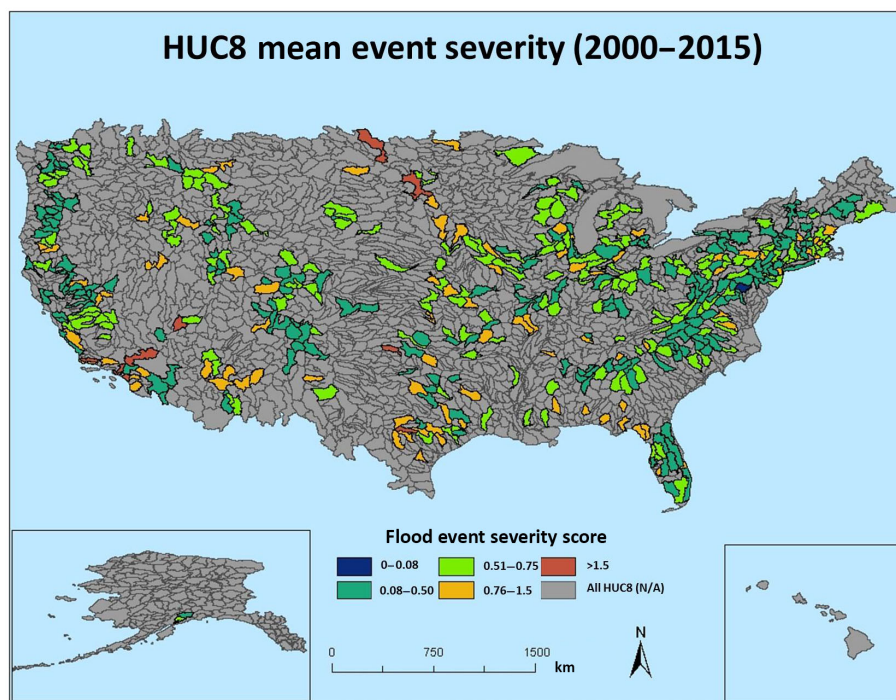 HUC8 mean event severity (2000–2015)
Flood event severity score
0–0.08
0.51–0.75
>1.5
0.08–0.50
0.76–1.5
All HUC8 (N/A)
N
0
750
1500
km